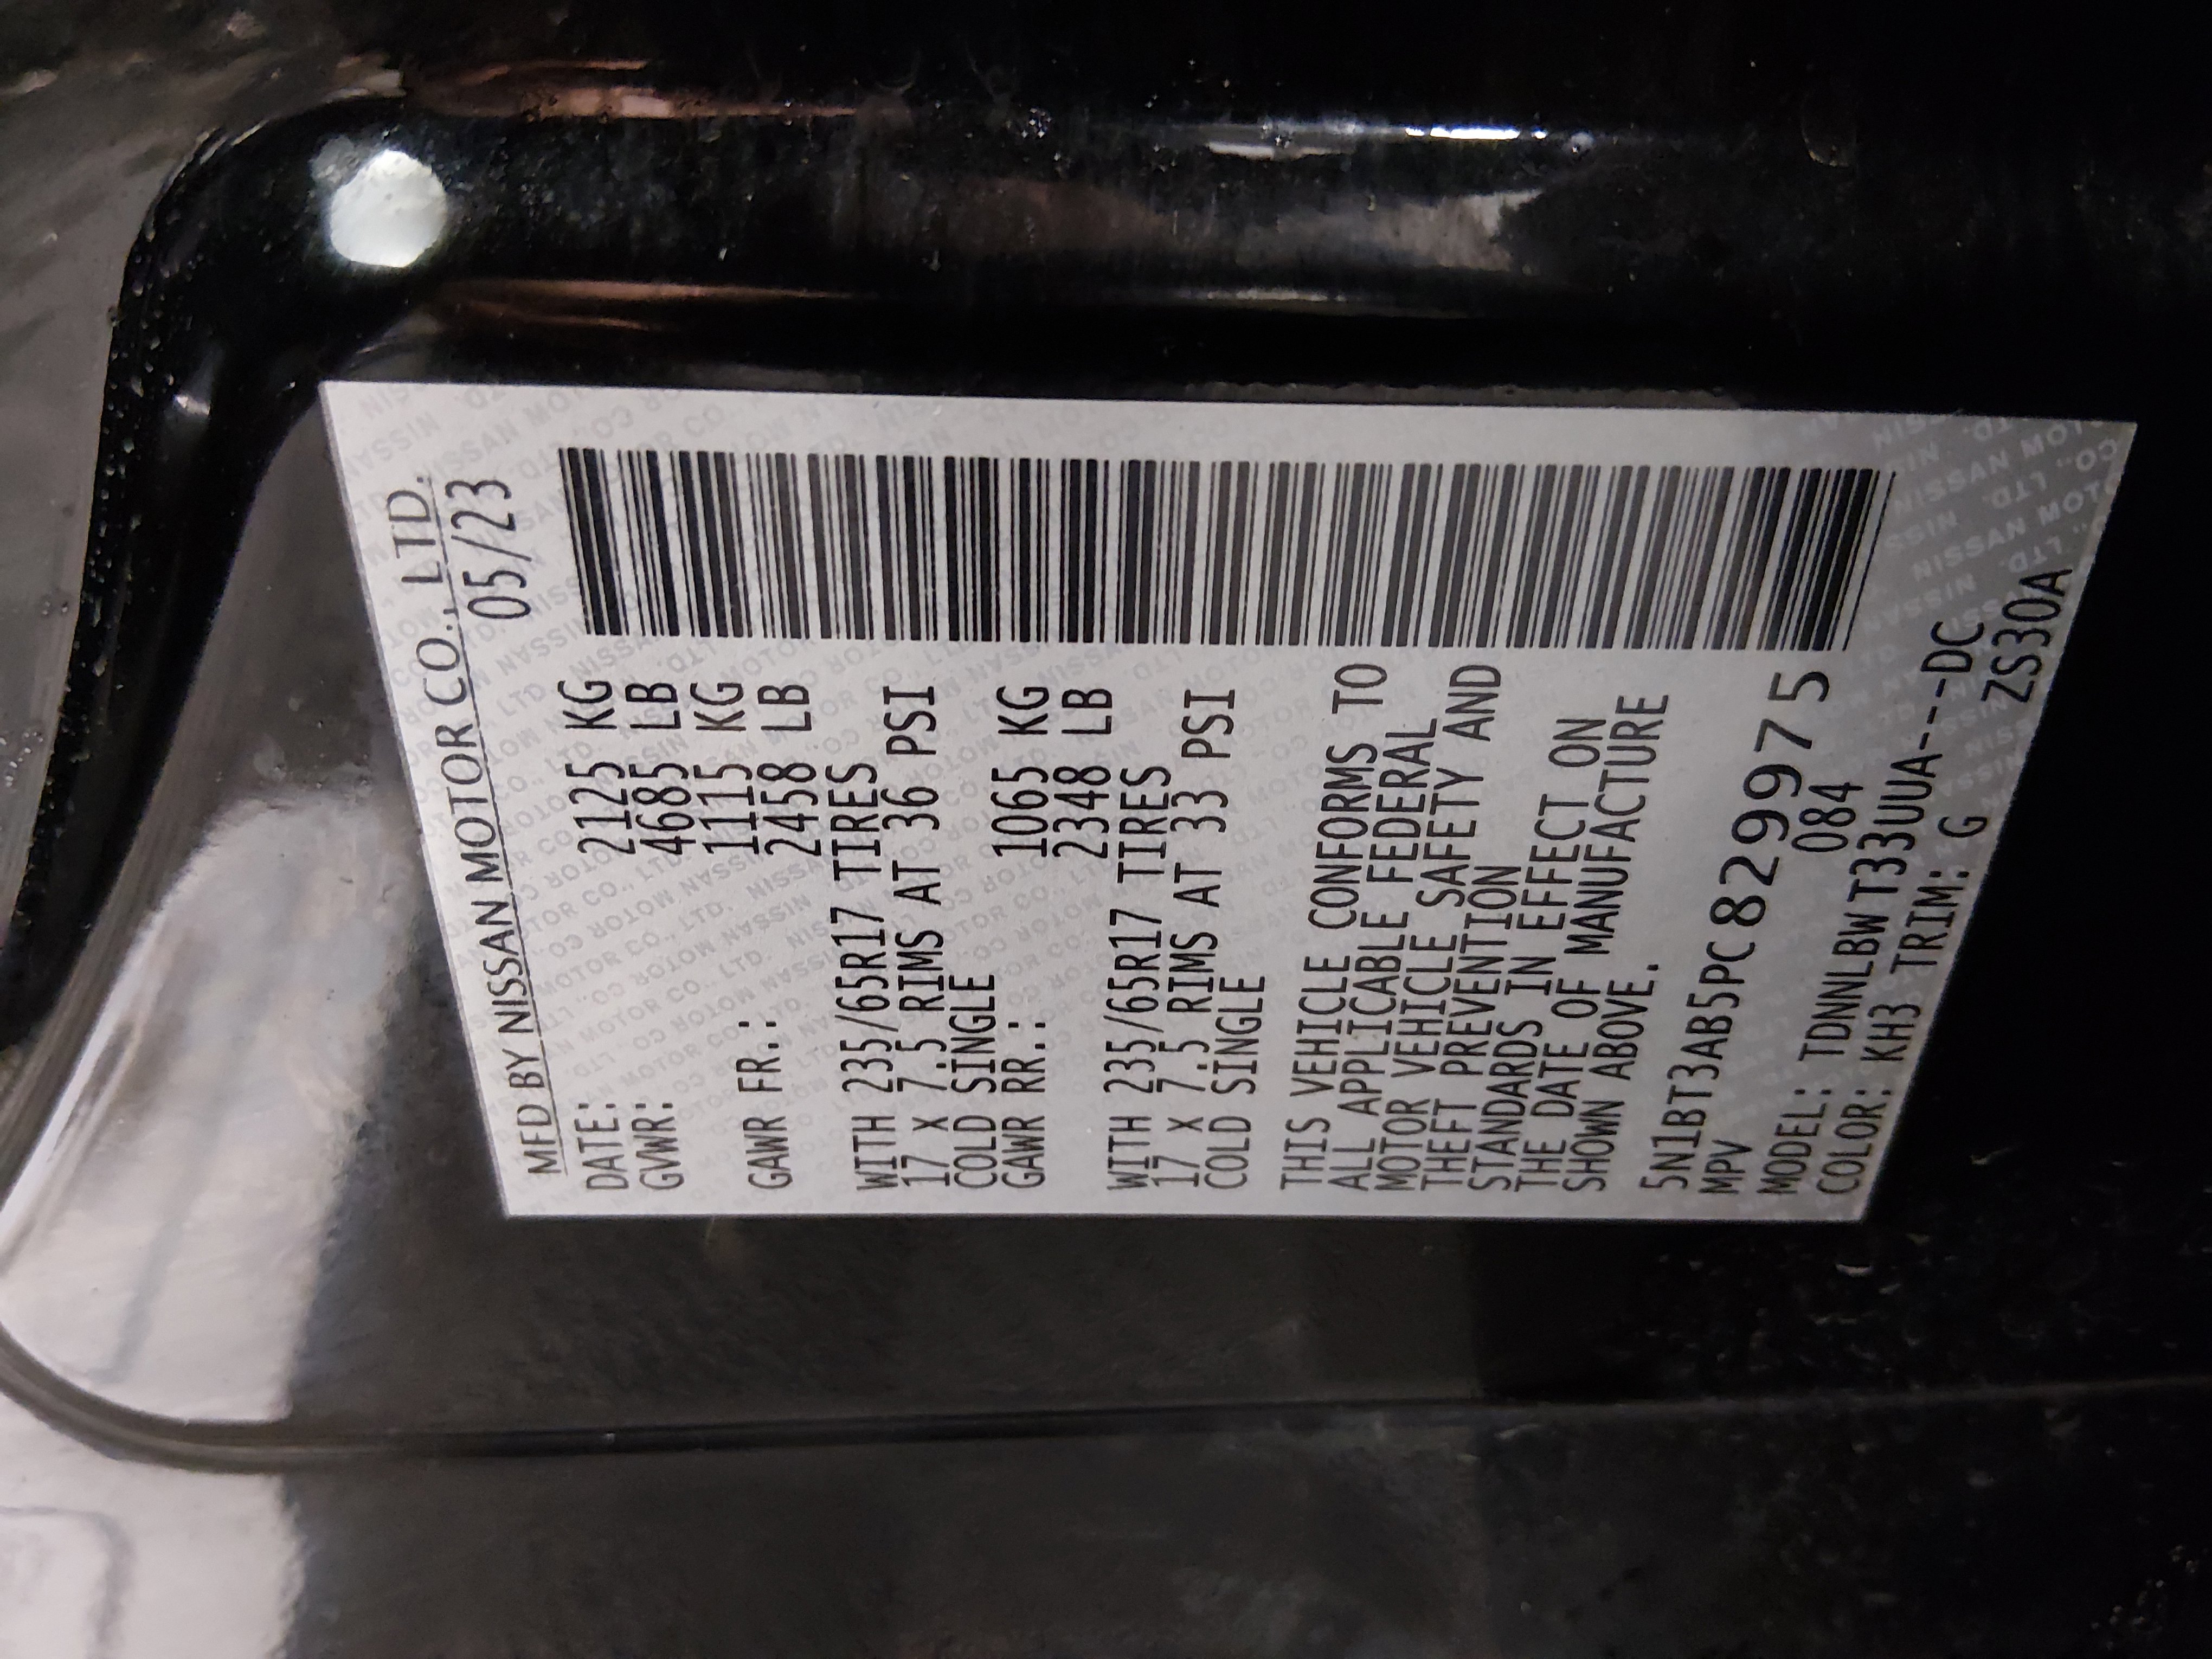 MFD BY NISSAN MOTOR CO., LTD.
DATE: 05/23
GVWR: 2125 KG
4685 LB
1115 KG
GAWR FR.: 2458 LB
WITH 235/65R17 TIRES
17 X 7.5 RIMS AT 36 PSI
COLD SINGLE
GAWR RR.: 1065 KG
2348 LB
WITH 235/65R17 TIRES
17 X 7.5 RIMS AT 33 PSI
COLD SINGLE
THIS VEHICLE CONFORMS TO
ALL APPLICABLE FEDERAL
MOTOR VEHICLE SAFETY AND
THEFT PREVENTION
STANDARDS IN EFFECT ON
THE DATE OF MANUFACTURE
SHOWN ABOVE.
5N1BT3AB5PC829975
MPV 084
MODEL: TDNNLBWT33UUA---DC
COLOR: KH3 TRIM: G ZS30A